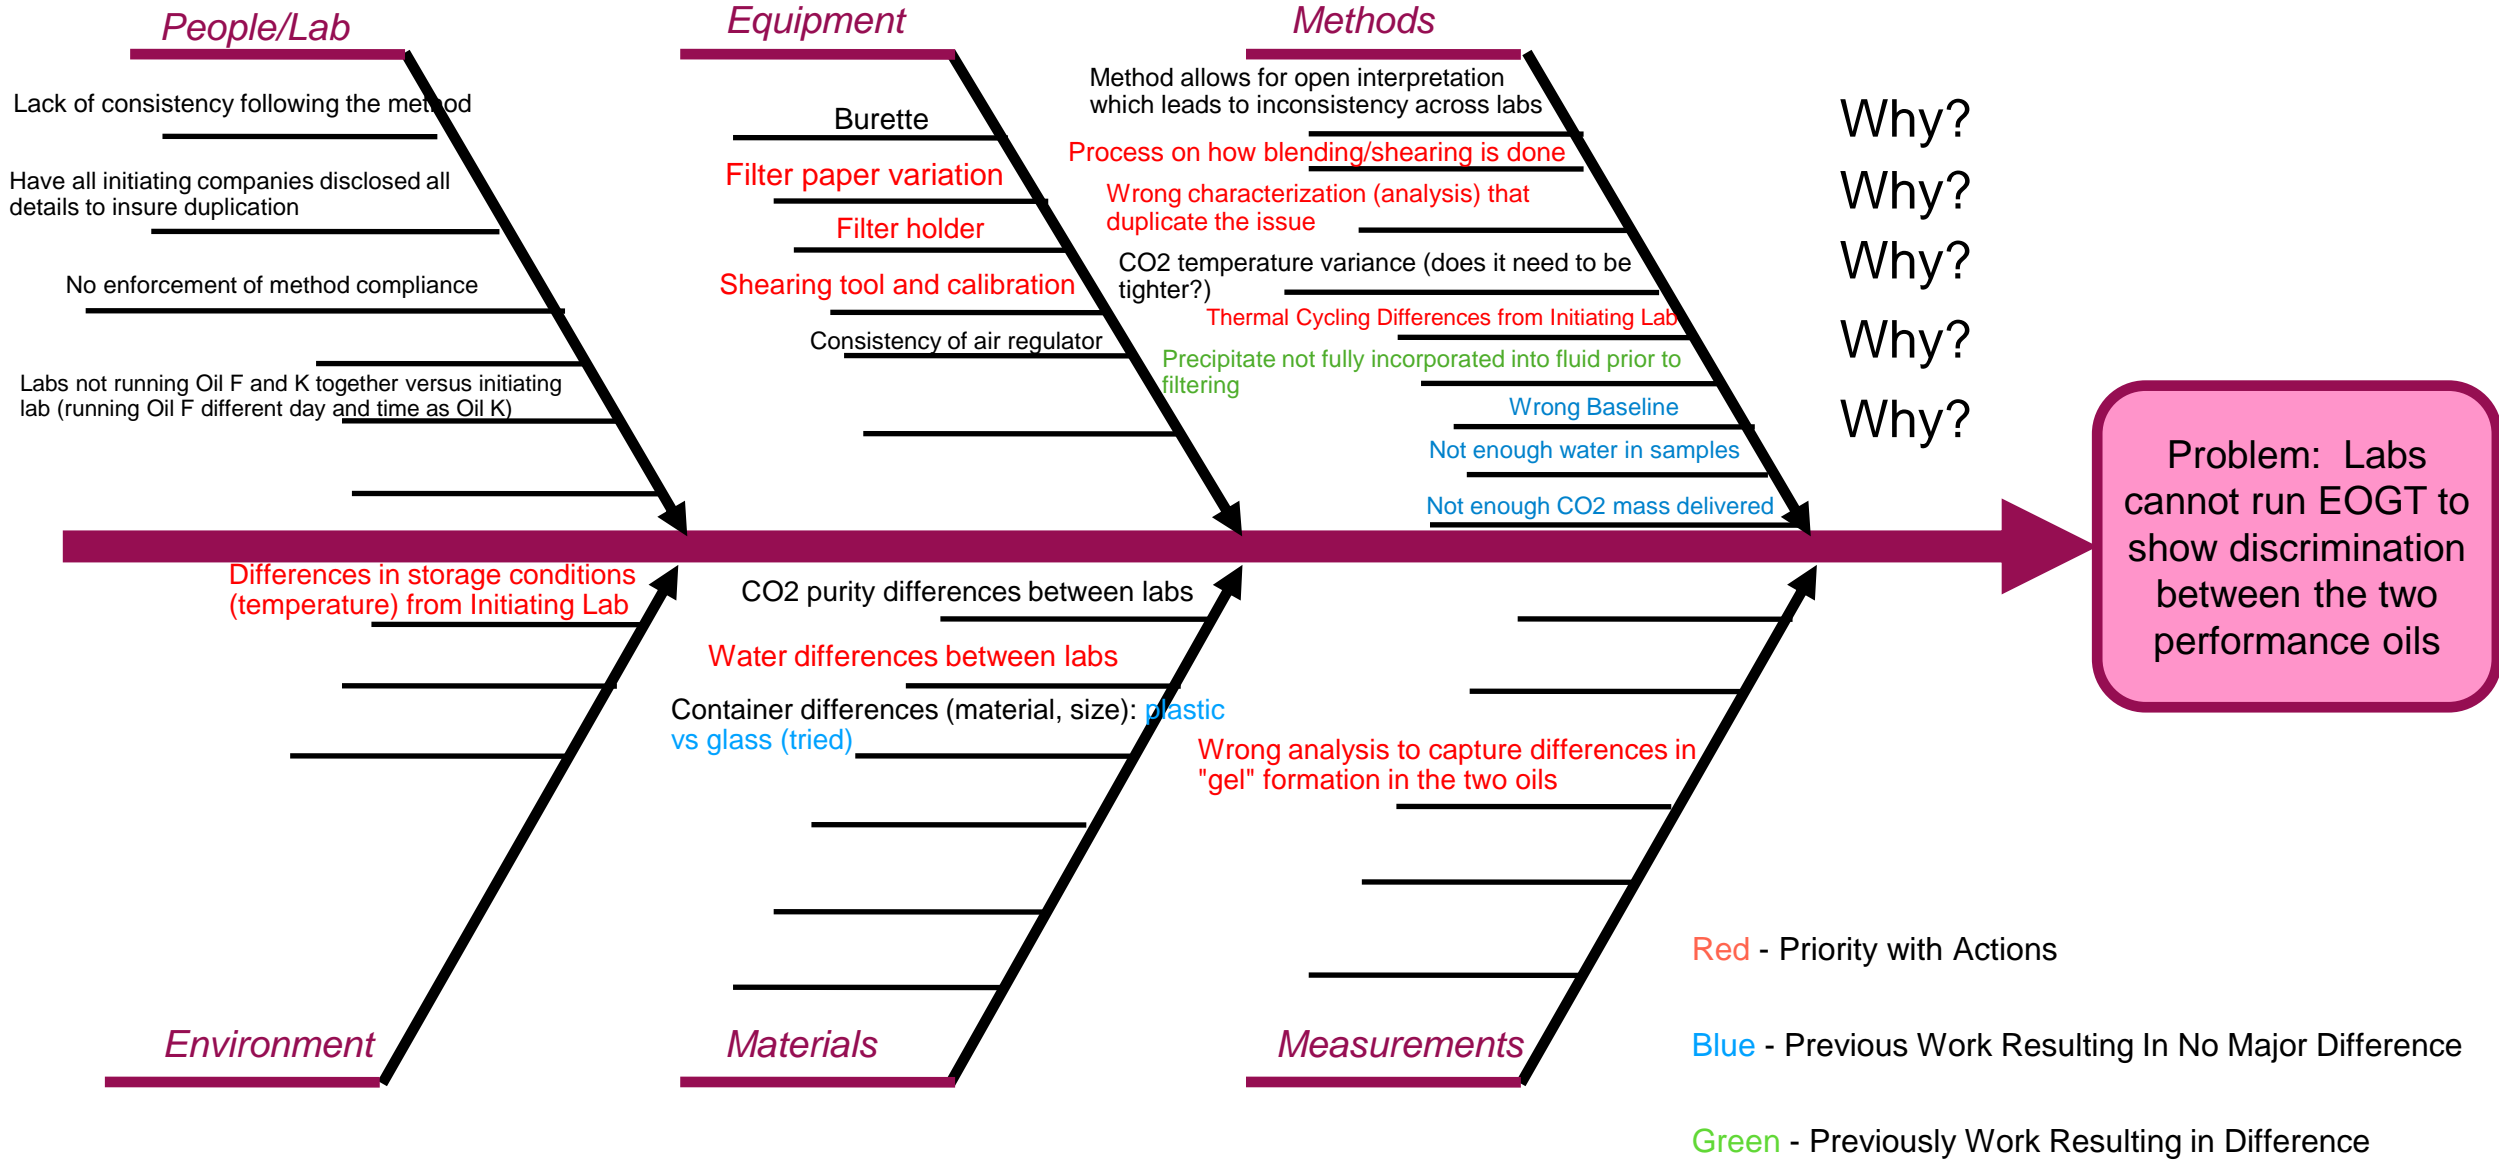 People/Lab
Lack of consistency following the method
Have all initiating companies disclosed all
details to insure duplication
No enforcement of method compliance
Labs not running Oil F and K together versus initiating
lab (running Oil F different day and time as Oil K)
Equipment
Burette
Filter paper variation
Filter holder
Shearing tool and calibration
Consistency of air regulator
Methods
Method allows for open interpretation
which leads to inconsistency across labs
Process on how blending/shearing is done
Wrong characterization (analysis) that
duplicate the issue
CO2 temperature variance (does it need to be
tighter?)
Thermal Cycling Differences from Initiating Lab
Precipitate not fully incorporated into fluid prior to
filtering
Wrong Baseline
Not enough water in samples
Not enough CO2 mass delivered
Why?
Why?
Why?
Why?
Why?
Problem: Labs
cannot run EOGT to
show discrimination
between the two
performance oils
Differences in storage conditions
(temperature) from Initiating Lab
Environment
CO2 purity differences between labs
Water differences between labs
Container differences (material, size): plastic
vs glass (tried)
Materials
Wrong analysis to capture differences in
"gel" formation in the two oils
Measurements
Red - Priority with Actions
Blue - Previous Work Resulting In No Major Difference
Green - Previously Work Resulting in Difference